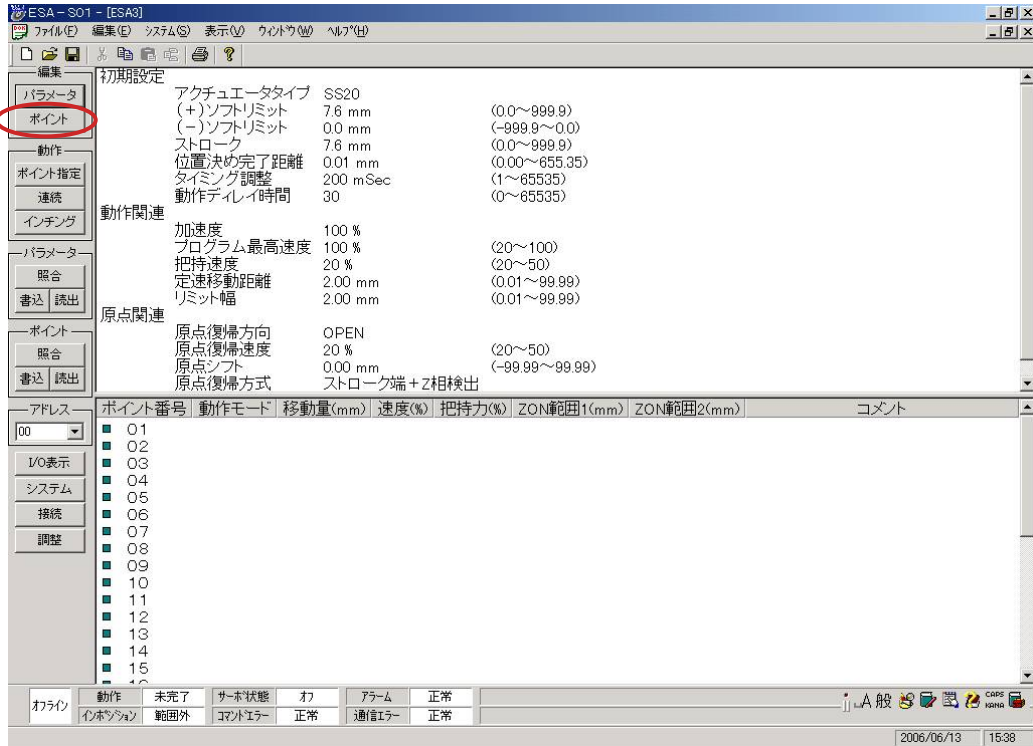 ESA-S01 - [ESA3]
ファイル(F) 編集(E) システム(S) 表示(V) ウィンドウ(W) ヘルプ(H)
編集
パラメータ
ポイント
動作
ポイント指定
連続
インチング
パラメータ
照合
書込 読出
ポイント
照合
書込 読出
アドレス
00
I/O表示
システム
接続
調整
初期設定
アクチュエータタイプ SS20
(+)ソフトリミット 7.6 mm (0.0~999.9)
(-)ソフトリミット 0.0 mm (-999.9~0.0)
ストローク 7.6 mm (0.0~999.9)
位置決め完了距離 0.01 mm (0.00~655.35)
タイミング調整 200 mSec (1~65535)
動作ディレイ時間 30 (0~65535)
動作関連
加速度 100 %
プログラム最高速度 100 % (20~100)
把持速度 20 % (20~50)
定速移動距離 2.00 mm (0.01~99.99)
リミット幅 2.00 mm (0.01~99.99)
原点関連
原点復帰方向 OPEN
原点復帰速度 20 % (20~50)
原点シフト 0.00 mm (-99.99~99.99)
原点復帰方式 ストローク端+Z相検出
ポイント番号 動作モード 移動量(mm) 速度(%) 把持力(%) ZON範囲1(mm) ZON範囲2(mm) コメント
01
02
03
04
05
06
07
08
09
10
11
12
13
14
15
オフライン
動作 未完了 サーボ状態 オフ アラーム 正常
インポジション 範囲外 コマンドエラー 正常 通信エラー 正常
A 般 CAPS KANA
2006/06/13 15:38